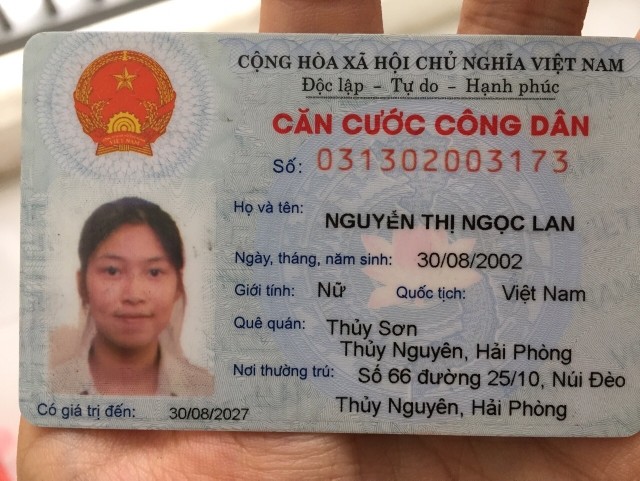 CỘNG HÒA XÃ HỘI CHỦ NGHĨA VIỆT NAM
Độc lập – Tự do – Hạnh phúc
CĂN CƯỚC CÔNG DÂN
Số: 031302003173
Họ và tên: NGUYỄN THỊ NGỌC LAN
Ngày, tháng, năm sinh: 30/08/2002
Giới tính: Nữ Quốc tịch: Việt Nam
Quê quán: Thủy Sơn
Thủy Nguyên, Hải Phòng
Nơi thường trú: Số 66 đường 25/10, Núi Đèo
Thủy Nguyên, Hải Phòng
Có giá trị đến: 30/08/2027